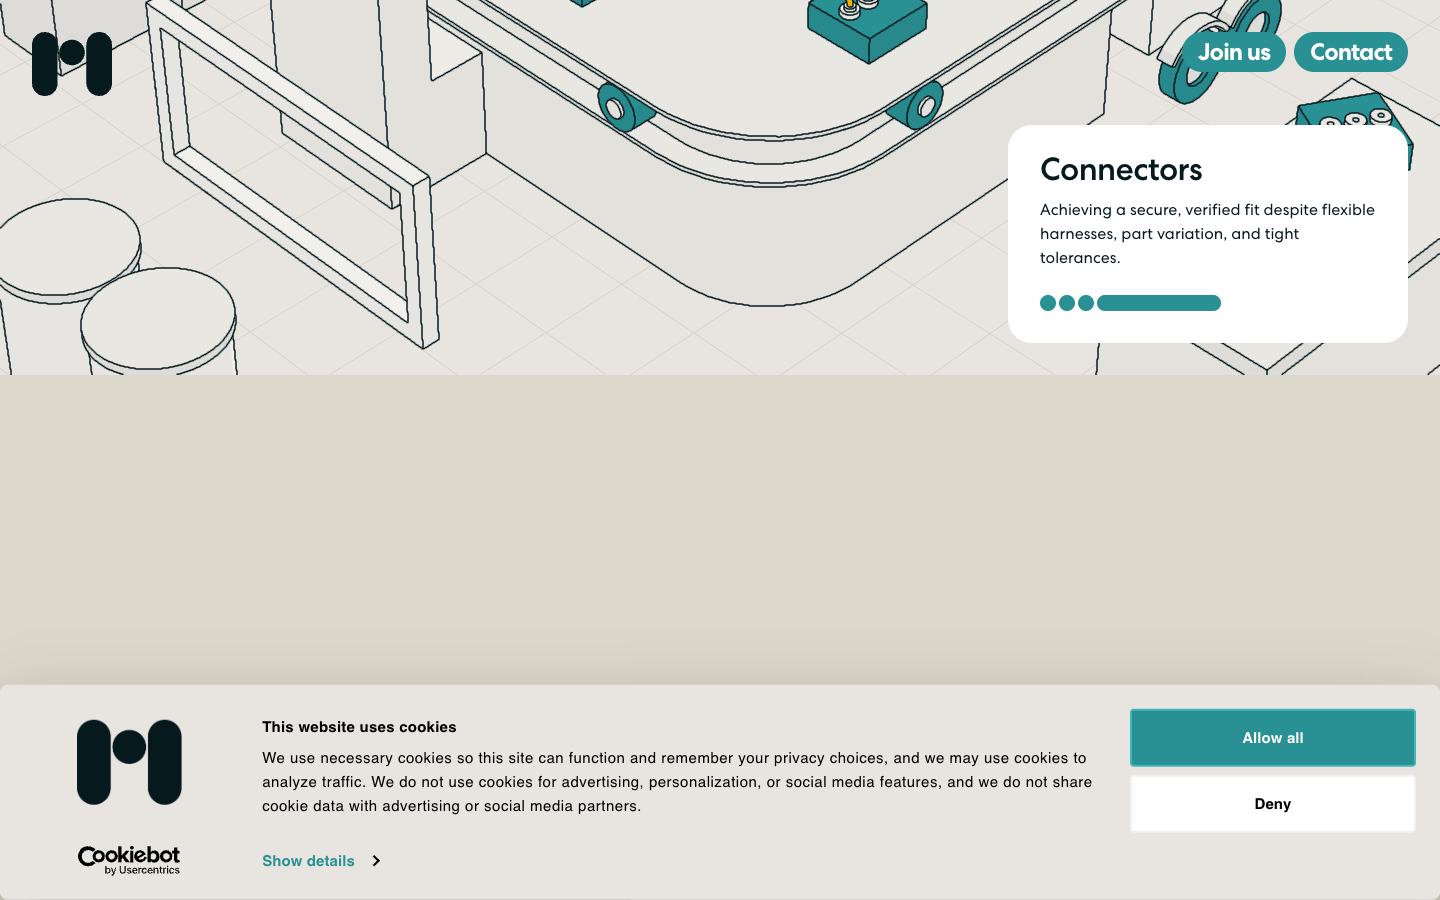 Join us
Contact
Connectors
Achieving a secure, verified fit despite flexible
harnesses, part variation, and tight
tolerances.
This website uses cookies
We use necessary cookies so this site can function and remember your privacy choices, and we may use cookies to
analyze traffic. We do not use cookies for advertising, personalization, or social media features, and we do not share
cookie data with advertising or social media partners.
Allow all
Deny
Cookiebot
by Usercentrics
Show details